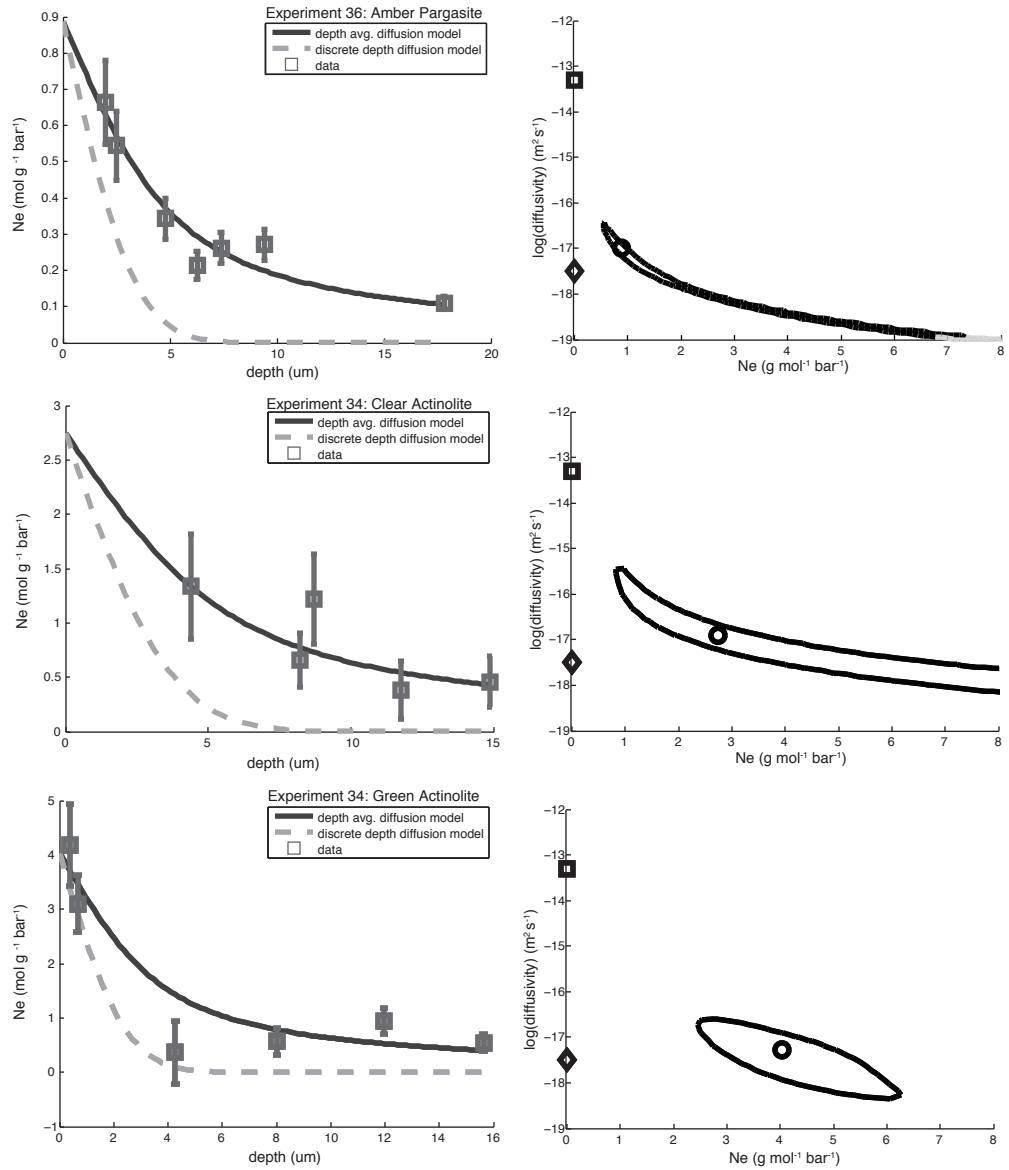 Experiment 36: Amber Pargasite
depth avg. diffusion model
discrete depth diffusion model
data
Ne (mol g -1 bar-1)
0.9
0.8
0.7
0.6
0.5
0.4
0.3
0.2
0.1
0
0 5 10 15 20
depth (um)
log(diffusivity) (m2 s-1)
−12
−13
−14
−15
−16
−17
−18
−19
0 1 2 3 4 5 6 7 8
Ne (g mol-1 bar-1)
Experiment 34: Clear Actinolite
depth avg. diffusion model
discrete depth diffusion model
data
Ne (mol g -1 bar-1)
3
2.5
2
1.5
1
0.5
0
0 5 10 15
depth (um)
log(diffusivity) (m2 s-1)
−12
−13
−14
−15
−16
−17
−18
−19
0 1 2 3 4 5 6 7 8
Ne (g mol-1 bar-1)
Experiment 34: Green Actinolite
depth avg. diffusion model
discrete depth diffusion model
data
Ne (mol g -1 bar-1)
5
4
3
2
1
0
−1
0 2 4 6 8 10 12 14 16
depth (um)
log(diffusivity) (m2 s-1)
−12
−13
−14
−15
−16
−17
−18
−19
0 1 2 3 4 5 6 7 8
Ne (g mol-1 bar-1)